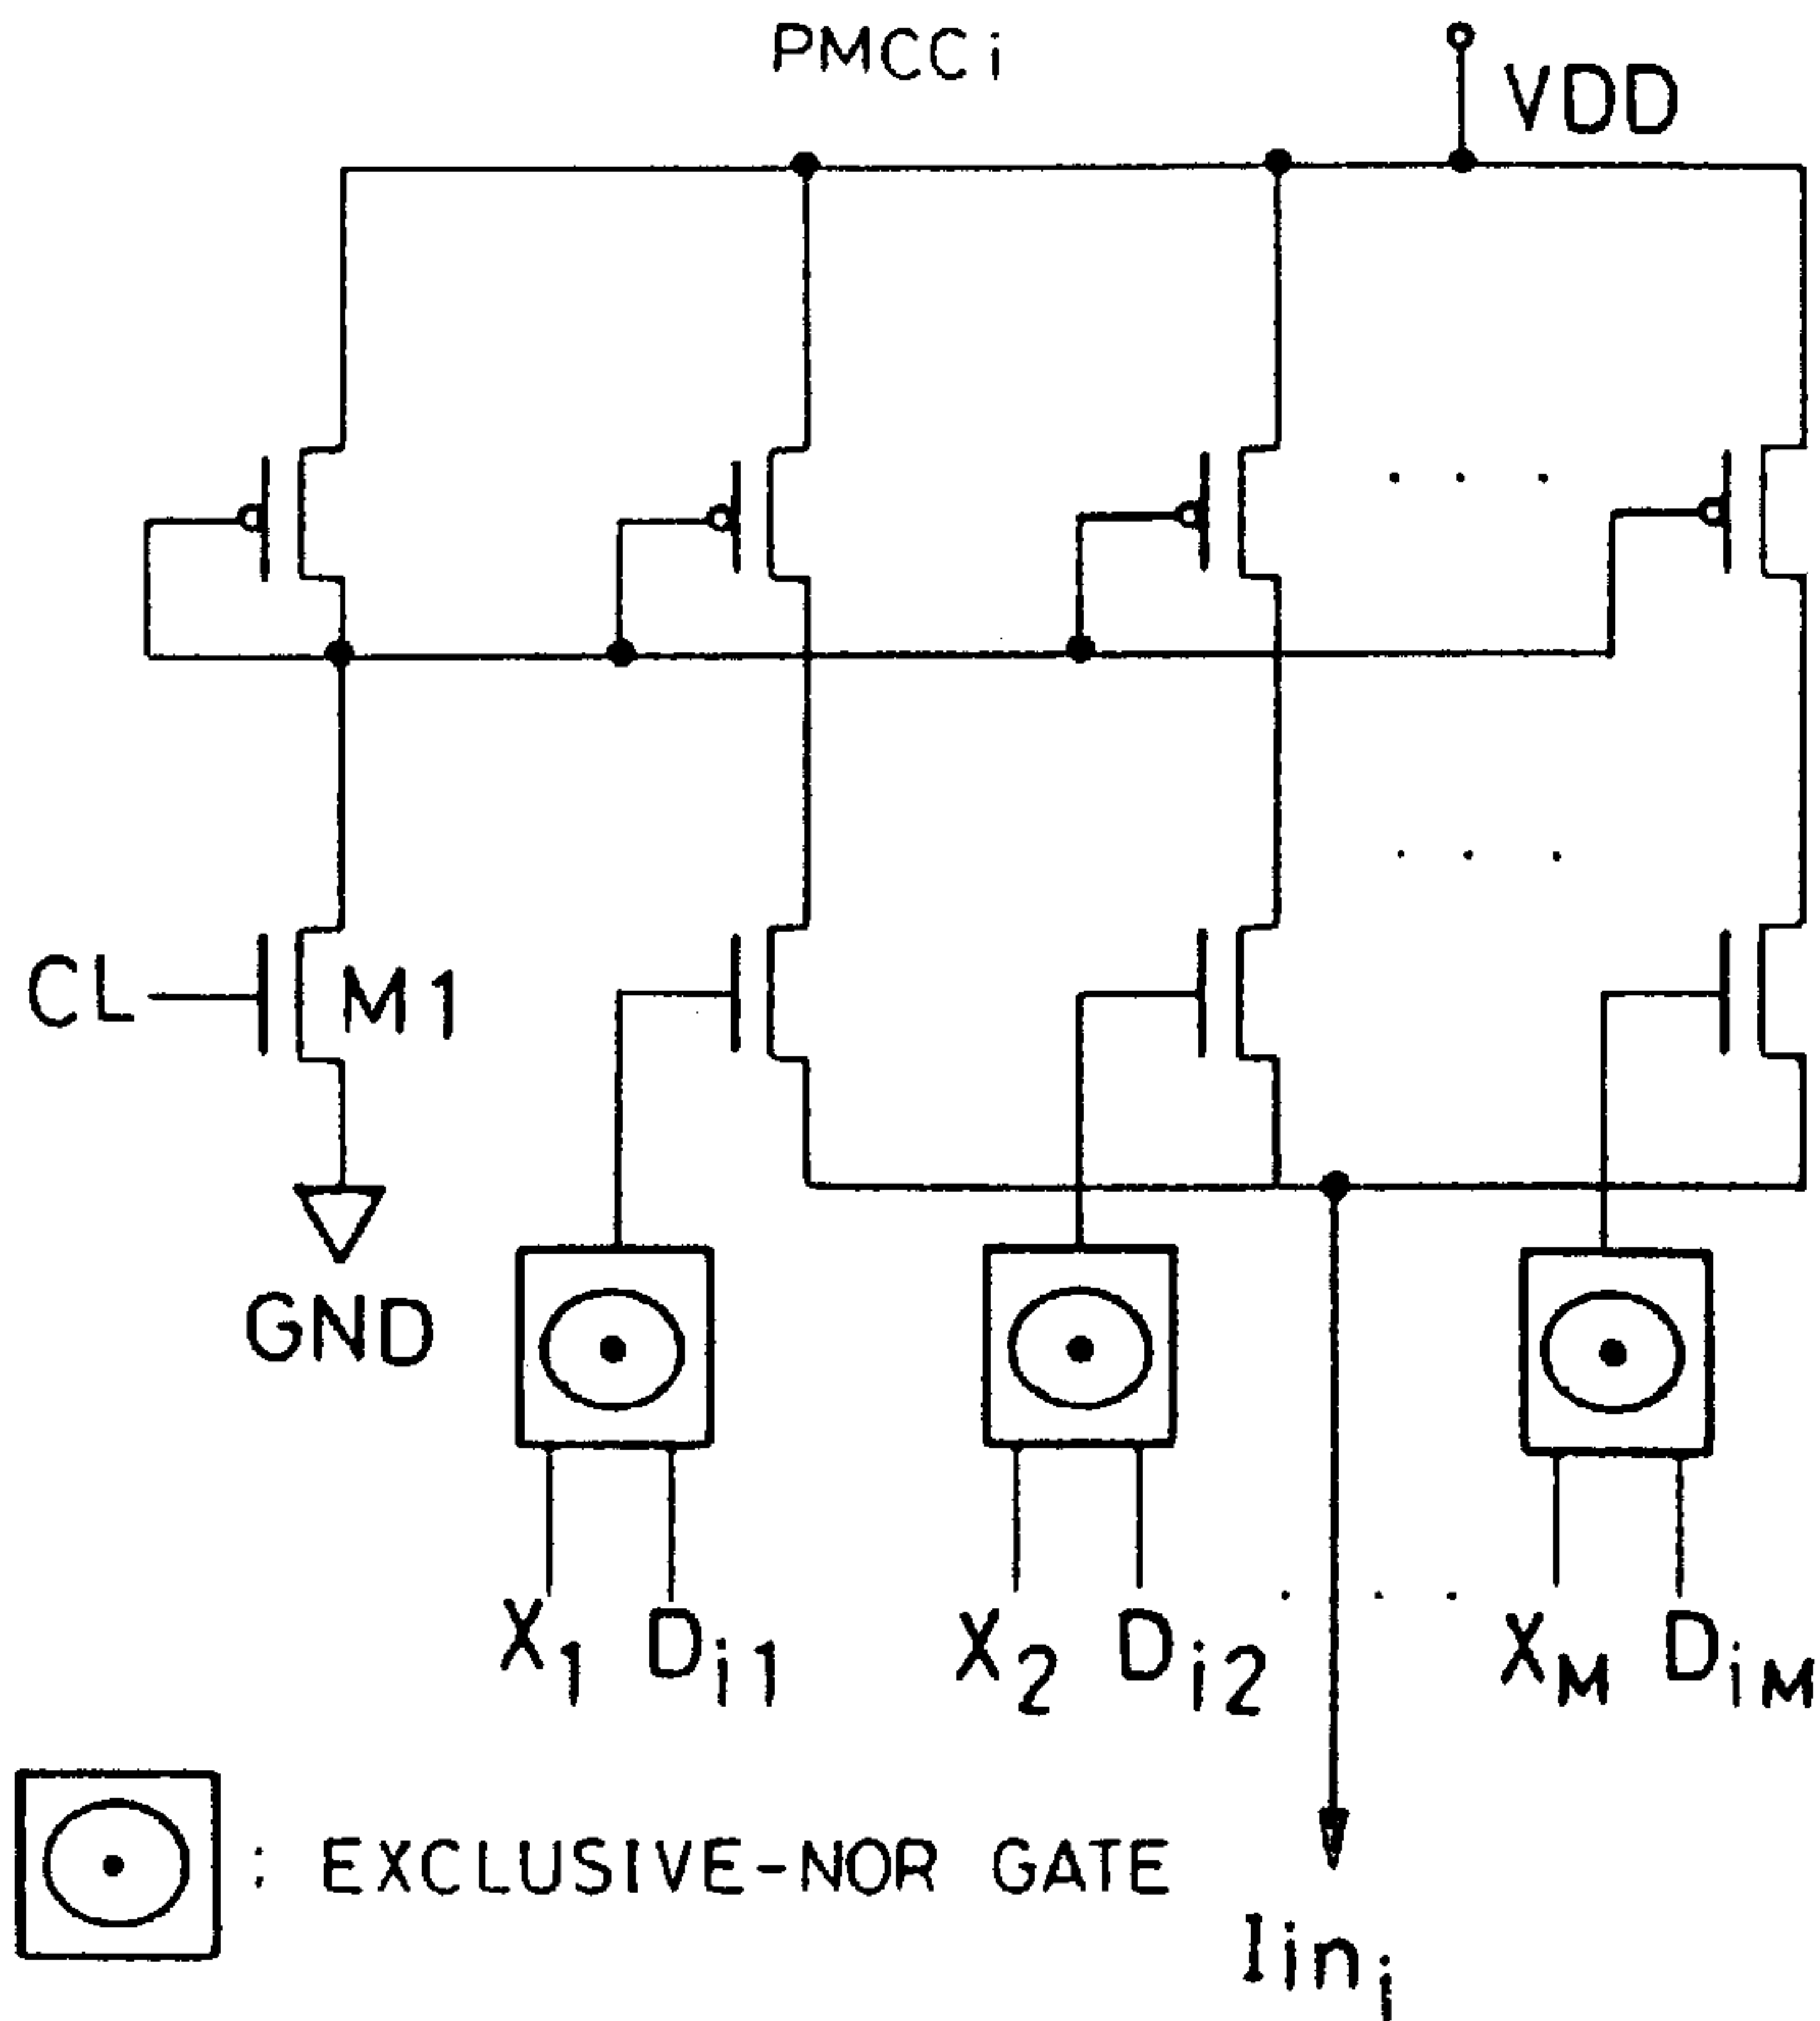 PMCCi
VDD
CL
M1
GND
X1 Di1 X2 Di2 . . . XM DiM
: EXCLUSIVE-NOR GATE
Iini